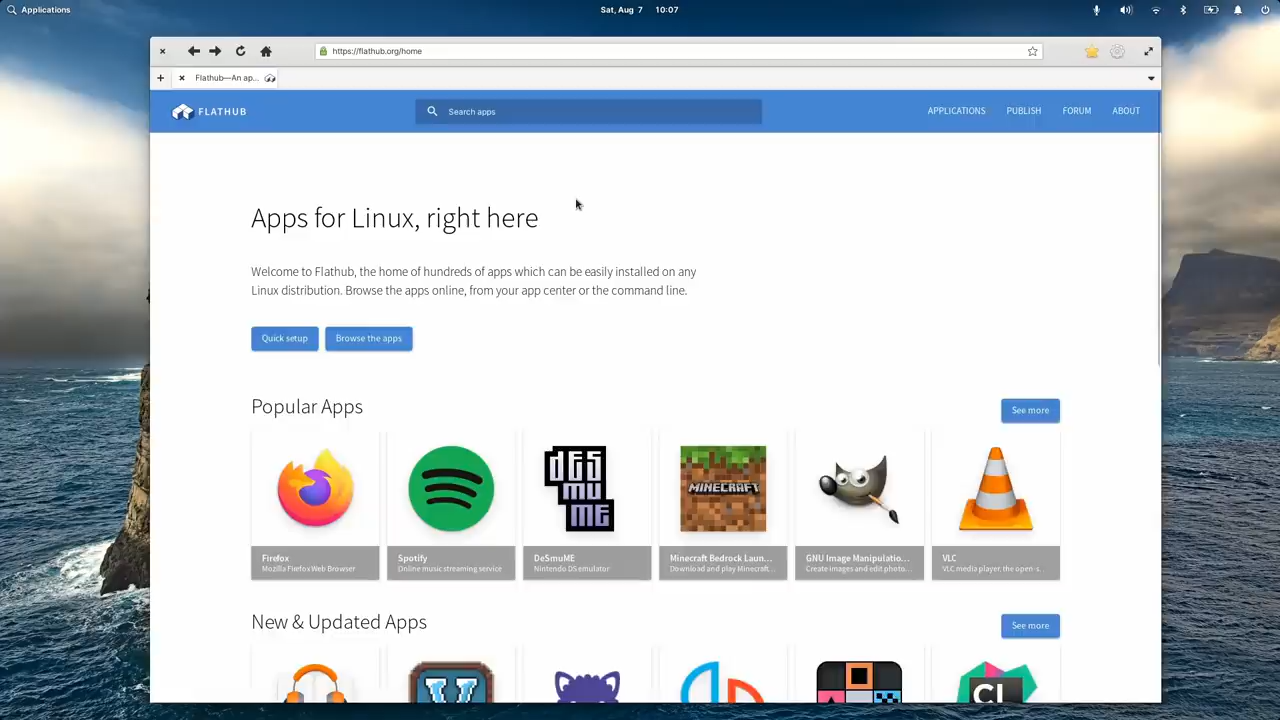 Applications
Sat, Aug 7 10:07
https://flathub.org/home
Flathub—An ap...
FLATHUB
Search apps
APPLICATIONS
PUBLISH
FORUM
ABOUT
Apps for Linux, right here
Welcome to Flathub, the home of hundreds of apps which can be easily installed on any
Linux distribution. Browse the apps online, from your app center or the command line.
Quick setup
Browse the apps
Popular Apps
See more
DeSMUME
MINECRAFT
Firefox
Mozilla Firefox Web Browser
Spotify
Online music streaming service
DeSmuME
Nintendo DS emulator
Minecraft Bedrock Laun...
Download and play Minecraft...
GNU Image Manipulatio...
Create images and edit photo...
VLC
VLC media player, the open-s...
New & Updated Apps
See more
V
CL